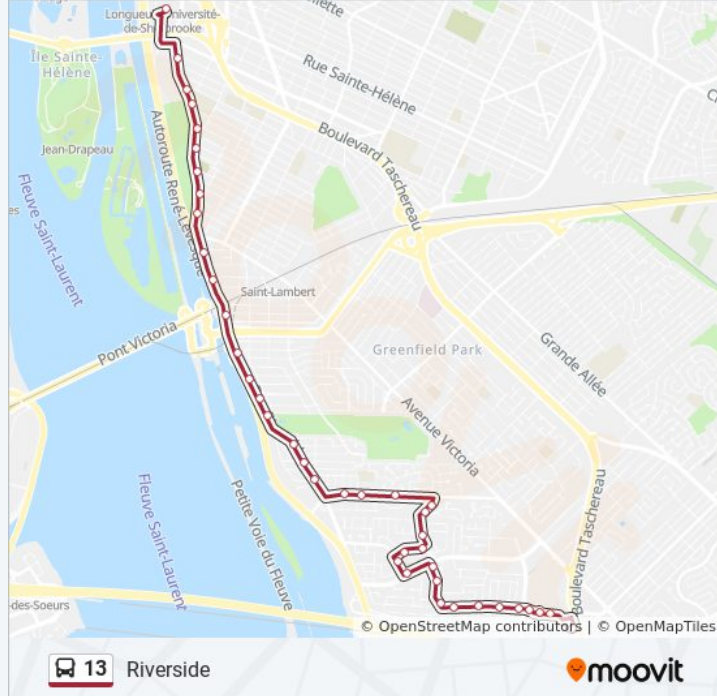 Longueuil-Université-
de-Sherbrooke
Île Sainte-
Hélène
Rue Sainte-Hélène
Jean-Drapeau
Boulevard Taschereau
Autoroute René-Lévesque
Fleuve Saint-Laurent
Saint-Lambert
Pont Victoria
Greenfield Park
Grande Allée
Avenue Victoria
Fleuve Saint-Laurent
Petite Voie du Fleuve
Boulevard Taschereau
-des-Soeurs
© OpenStreetMap contributors | © OpenMapTiles
13 Riverside
moovit